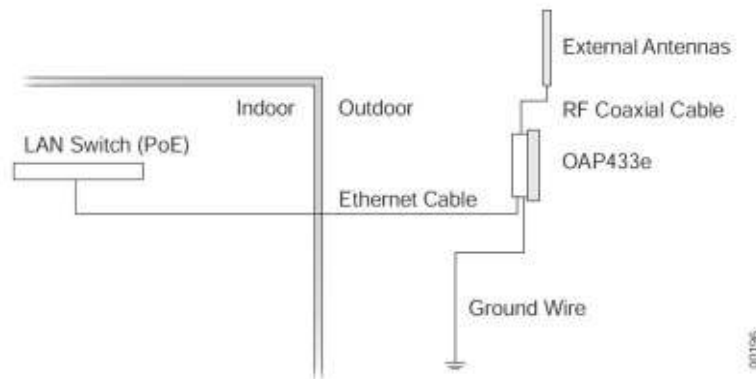 External Antennas
Indoor
Outdoor
RF Coaxial Cable
LAN Switch (PoE)
OAP433e
Ethernet Cable
Ground Wire